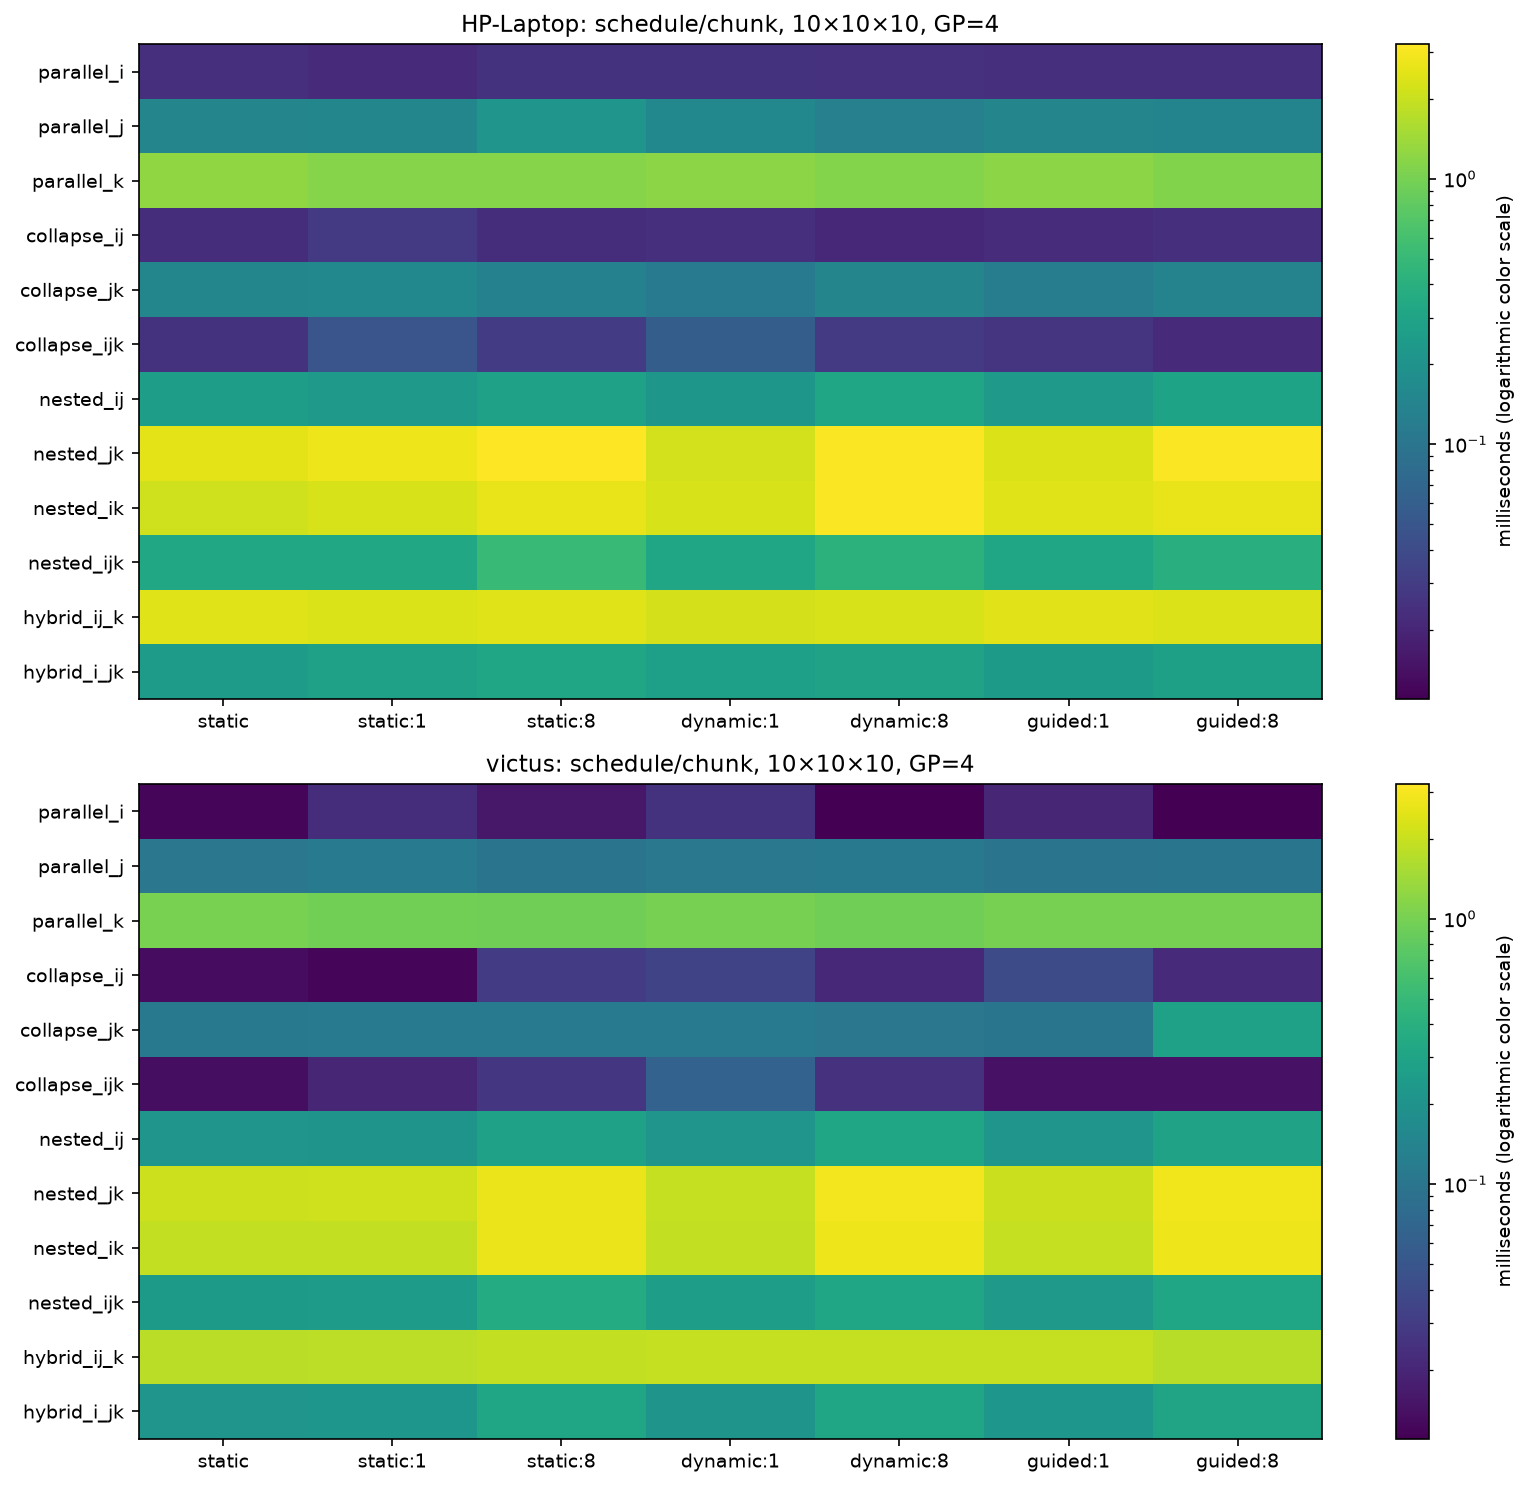 HP-Laptop: schedule/chunk, 10×10×10, GP=4
parallel_i
parallel_j
parallel_k
collapse_ij
collapse_jk
collapse_ijk
nested_ij
nested_jk
nested_ik
nested_ijk
hybrid_ij_k
hybrid_i_jk
static static:1 static:8 dynamic:1 dynamic:8 guided:1 guided:8
10⁰
10⁻¹
milliseconds (logarithmic color scale)
victus: schedule/chunk, 10×10×10, GP=4
parallel_i
parallel_j
parallel_k
collapse_ij
collapse_jk
collapse_ijk
nested_ij
nested_jk
nested_ik
nested_ijk
hybrid_ij_k
hybrid_i_jk
static static:1 static:8 dynamic:1 dynamic:8 guided:1 guided:8
10⁰
10⁻¹
milliseconds (logarithmic color scale)